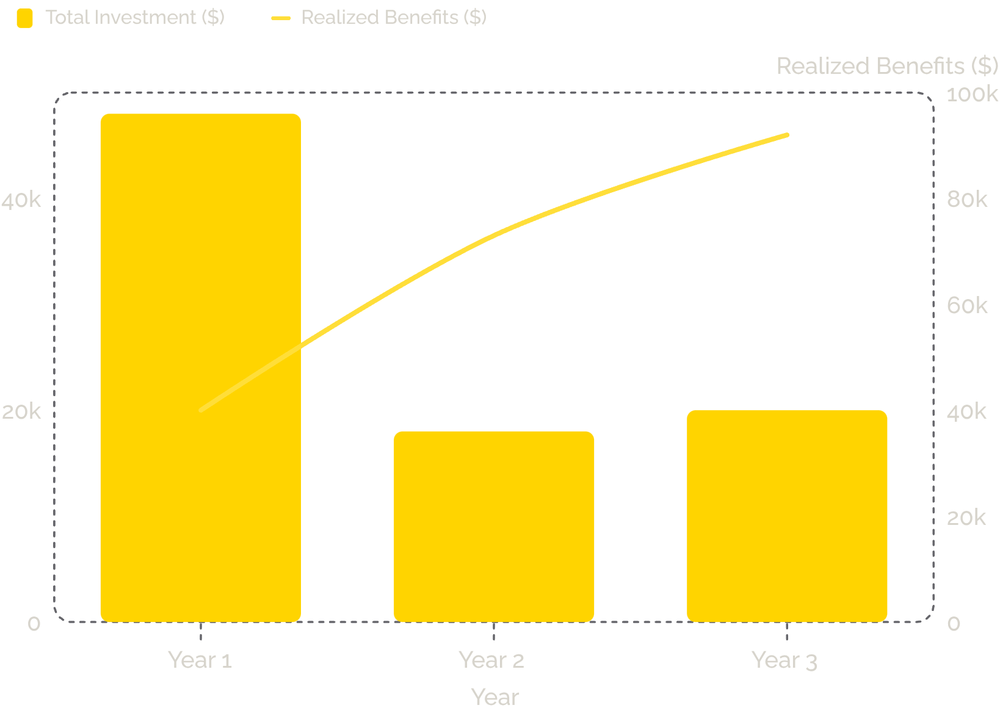 Total Investment ($) Realized Benefits ($)
Realized Benefits ($)
100k
40k 80k
60k
20k 40k
20k
0 0
Year 1 Year 2 Year 3
Year